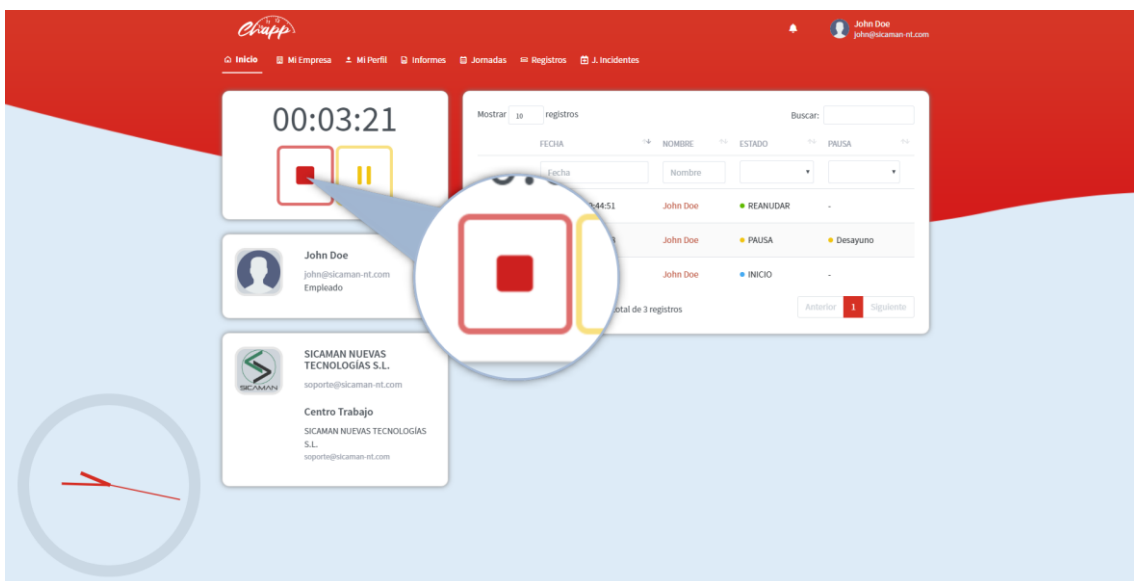 Chapp
John Doe
john@sicaman-nt.com
Inicio Mi Empresa Mi Perfil Informes Jornadas Registros J. Incidentes
00:03:21
Mostrar 10 registros Buscar:
FECHA NOMBRE ESTADO PAUSA
Fecha Nombre
:44:51 John Doe REANUDAR -
John Doe PAUSA Desayuno
John Doe INICIO -
otal de 3 registros Anterior 1 Siguiente
John Doe
john@sicaman-nt.com
Empleado
SICAMAN
SICAMAN NUEVAS
TECNOLOGÍAS S.L.
soporte@sicaman-nt.com
Centro Trabajo
SICAMAN NUEVAS TECNOLOGÍAS
S.L.
soporte@sicaman-nt.com